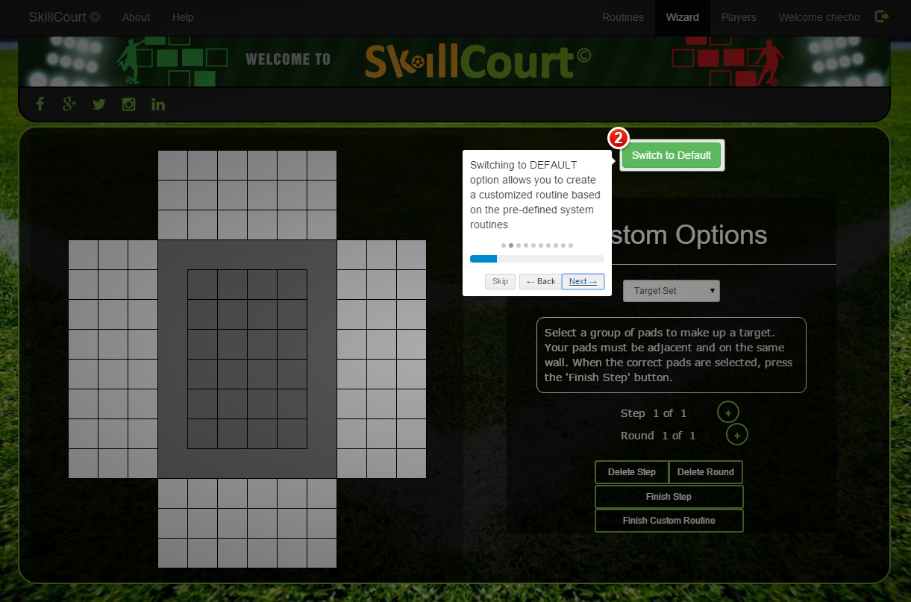 SkillCourt © About Help Routines Wizard Players Welcome checho
WELCOME TO SkillCourt©
2
Switch to Default
Switching to DEFAULT
option allows you to create
a customized routine based
on the pre-defined system
routines
Skip ← Back Next →
stom Options
Target Set
Select a group of pads to make up a target.
Your pads must be adjacent and on the same
wall. When the correct pads are selected, press
the 'Finish Step' button.
Step 1 of 1 +
Round 1 of 1 +
Delete Step Delete Round
Finish Step
Finish Custom Routine